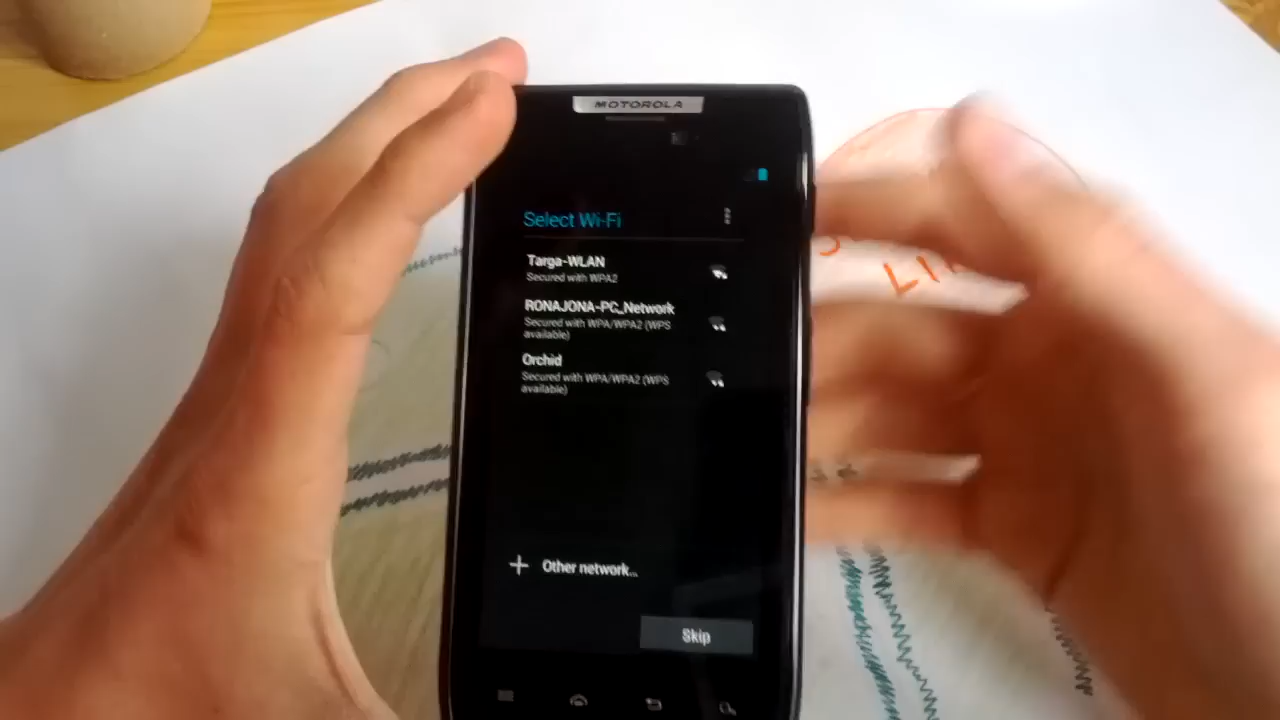 MOTOROLA
Select Wi-Fi
Targa-WLAN
Secured with WPA2
RONAJONA-PC_Network
Secured with WPA/WPA2 (WPS
available)
Orchid
Secured with WPA/WPA2 (WPS
available)
Other network...
Skip